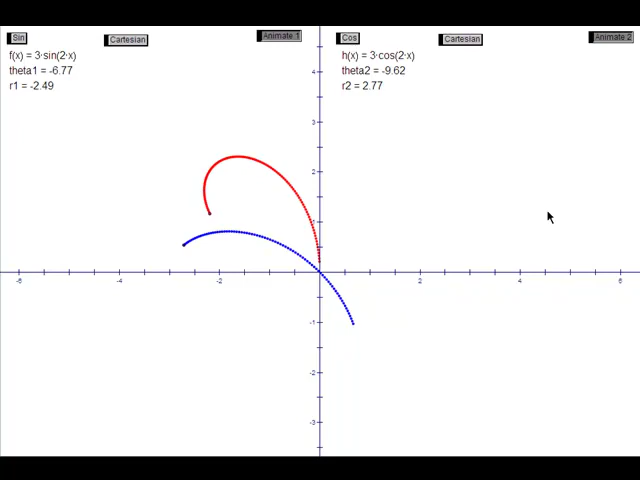 Sin
Cartesian
Animate 1
f(x) = 3·sin(2·x)
theta1 = -6.77
r1 = -2.49
Cos
Cartesian
Animate 2
h(x) = 3·cos(2·x)
theta2 = -9.62
r2 = 2.77
4
3
2
1
-6
-4
-2
2
4
6
-1
-2
-3